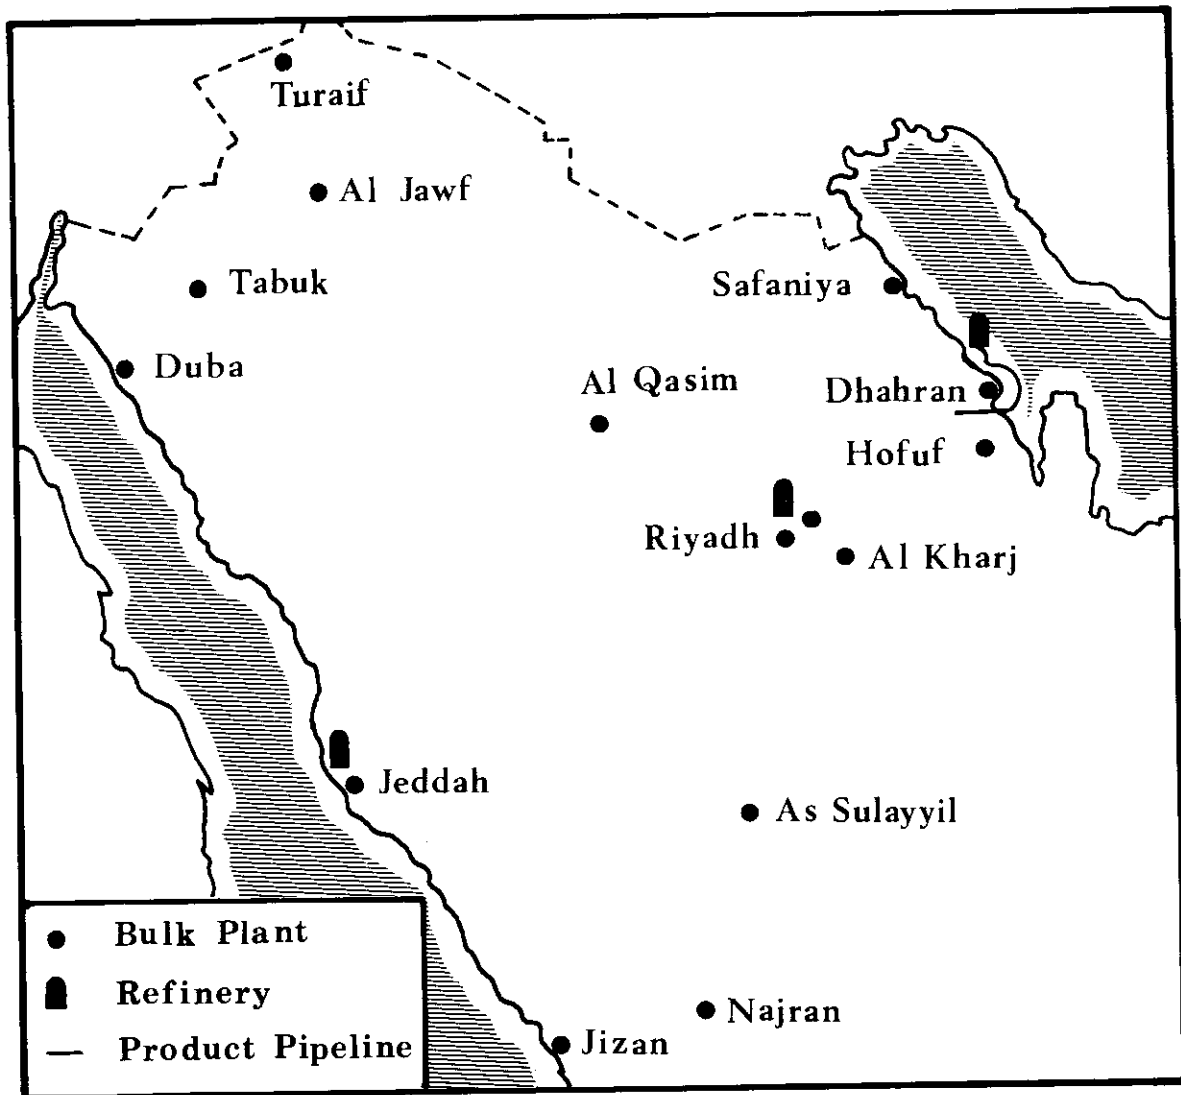 Turaif
Al Jawf
Tabuk
Safaniya
Duba
Al Qasim
Dhahran
Hofuf
Riyadh
Al Kharj
Jeddah
As Sulayyil
Bulk Plant
Refinery
Najran
Product Pipeline
Jizan